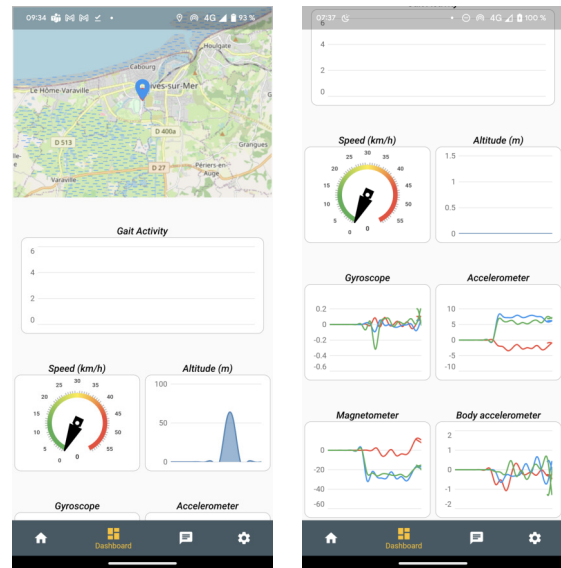 09:34
4G 93 %
Houlgate
Cabourg
Le Hôme-Varaville
ives-sur-Mer
D 400a
D 513
Grangues
D 27
Périers-en-
Auge
Varaville
Gait Activity
6
4
2
0
Speed (km/h)
0
5
10
15
20
25
30
35
40
45
50
55
0
Altitude (m)
100
50
0
Gyroscope
Accelerometer
Dashboard
07:37
4G 100 %
6
4
2
0
Speed (km/h)
0
5
10
15
20
25
30
35
40
45
50
55
0
Altitude (m)
1.5
1
0.5
0
Gyroscope
0.2
0
-0.2
-0.4
-0.6
Accelerometer
10
5
0
-5
-10
Magnetometer
0
-20
-40
-60
Body accelerometer
2
1
0
-1
-2
Dashboard